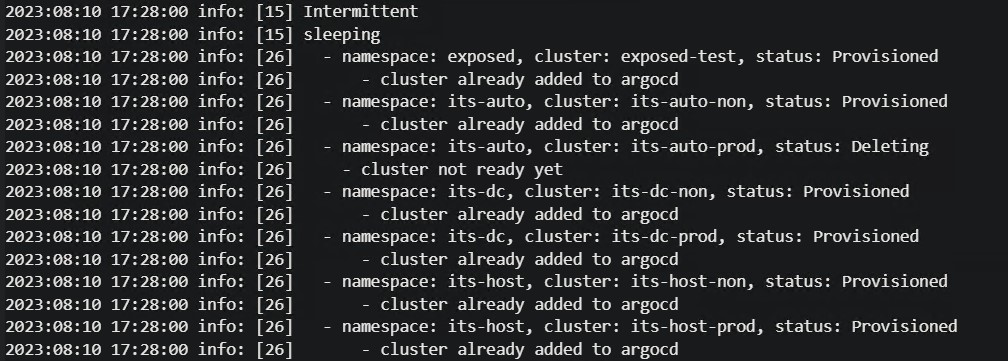 2023:08:10 17:28:00 info: [15] Intermittent
2023:08:10 17:28:00 info: [15] sleeping
2023:08:10 17:28:00 info: [26]   - namespace: exposed, cluster: exposed-test, status: Provisioned
2023:08:10 17:28:00 info: [26]       - cluster already added to argocd
2023:08:10 17:28:00 info: [26]   - namespace: its-auto, cluster: its-auto-non, status: Provisioned
2023:08:10 17:28:00 info: [26]       - cluster already added to argocd
2023:08:10 17:28:00 info: [26]   - namespace: its-auto, cluster: its-auto-prod, status: Deleting
2023:08:10 17:28:00 info: [26]     - cluster not ready yet
2023:08:10 17:28:00 info: [26]   - namespace: its-dc, cluster: its-dc-non, status: Provisioned
2023:08:10 17:28:00 info: [26]       - cluster already added to argocd
2023:08:10 17:28:00 info: [26]   - namespace: its-dc, cluster: its-dc-prod, status: Provisioned
2023:08:10 17:28:00 info: [26]       - cluster already added to argocd
2023:08:10 17:28:00 info: [26]   - namespace: its-host, cluster: its-host-non, status: Provisioned
2023:08:10 17:28:00 info: [26]       - cluster already added to argocd
2023:08:10 17:28:00 info: [26]   - namespace: its-host, cluster: its-host-prod, status: Provisioned
2023:08:10 17:28:00 info: [26]       - cluster already added to argocd